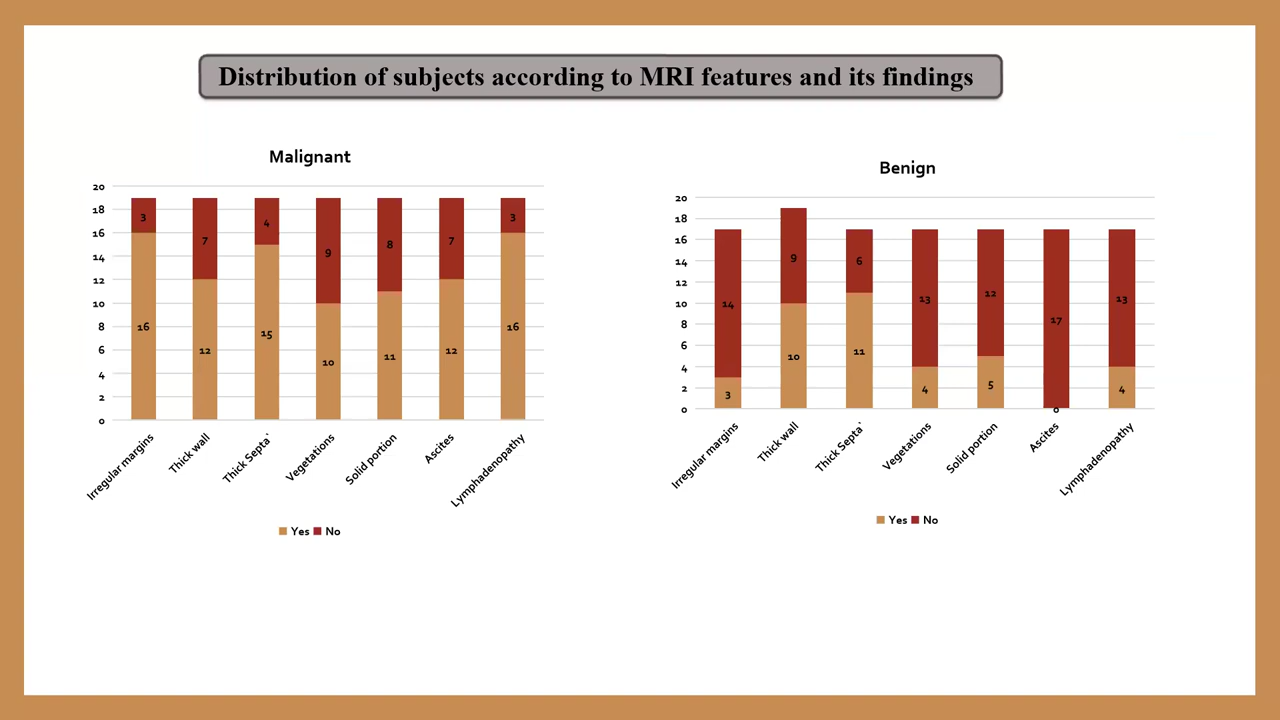 Distribution of subjects according to MRI features and its findings
Malignant
20
18
16
14
12
10
8
6
4
2
0
3
7
4
9
8
7
3
16
12
15
10
11
12
16
Irregular margins
Thick wall
Thick Septa`
Vegetations
Solid portion
Ascites
Lymphadenopathy
Yes No
Benign
20
18
16
14
12
10
8
6
4
2
0
14
9
6
13
12
17
13
3
10
11
4
5
0
4
Irregular margins
Thick wall
Thick Septa`
Vegetations
Solid portion
Ascites
Lymphadenopathy
Yes No